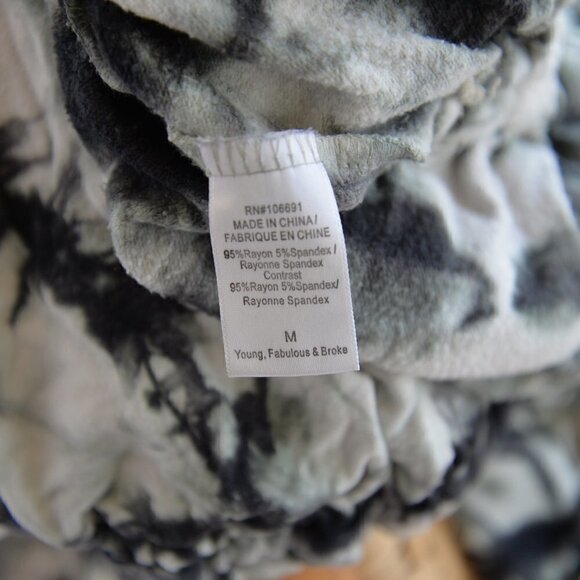 RN#106691
MADE IN CHINA/
FABRIQUE EN CHINE
95%Rayon 5%Spandex/
Rayonne Spandex
Contrast
95%Rayon 5%Spandex/
Rayonne Spandex
M
Young, Fabulous & Broke